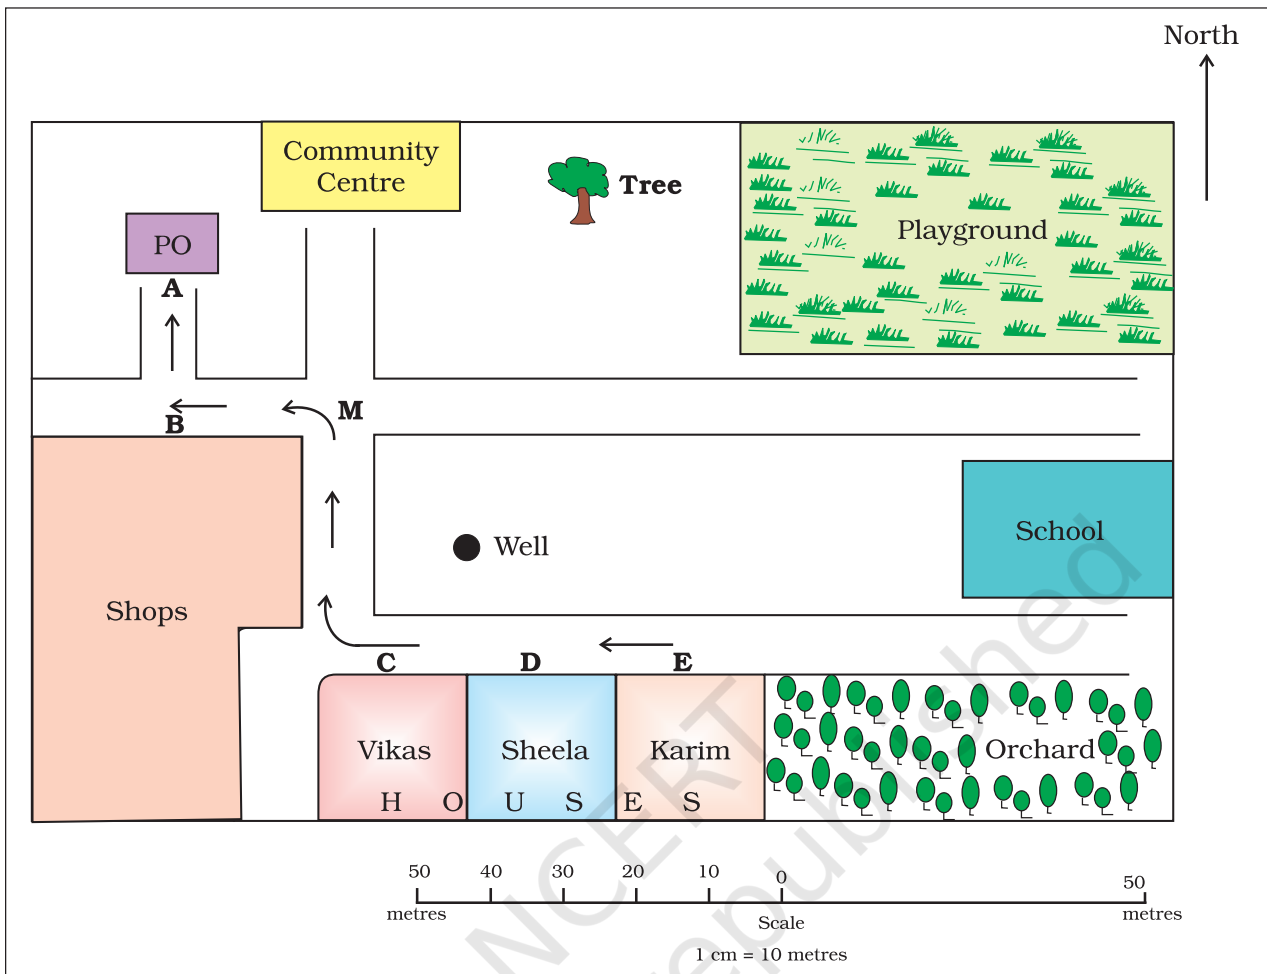 North
Community
Centre
Tree
PO
Playground
A
M
B
Well
School
Shops
C D E
Vikas Sheela Karim Orchard
H O U S E S
50 40 30 20 10 0 50
metres metres
Scale
1 cm = 10 metres
NCERT
republished